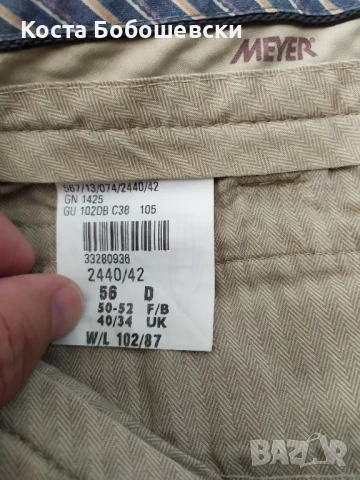 Коста Бобошевски
MEYER®
567/13/074/2440/42
GN 1425
GU 102DB C38 105
33280936
2440/42
56 D
50-52 F/B
40/34 UK
W/L 102/87
BAZAR